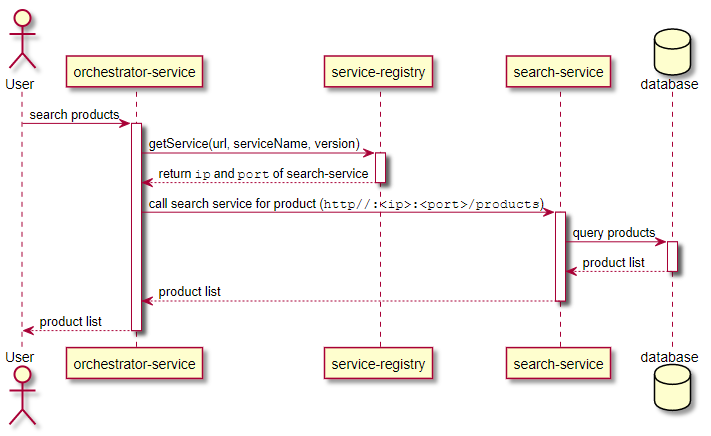 User
orchestrator-service
service-registry
search-service
database
search products
getService(url, serviceName, version)
return ip and port of search-service
call search service for product (http//:<ip>:<port>/products)
query products
product list
product list
product list
User
orchestrator-service
service-registry
search-service
database